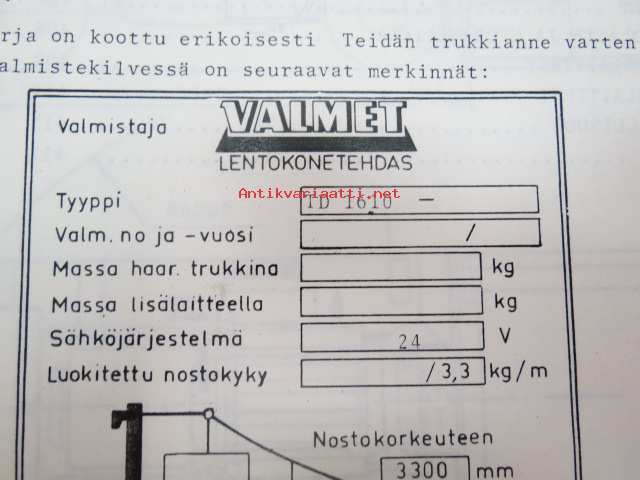 rja on koottu erikoisesti Teidän trukkianne varten
almistekilvessä on seuraavat merkinnät:
Valmistaja VALMET
LENTOKONETEHDAS
Antikvariaatti.net
Tyyppi TD 1610 –
Valm. no ja -vuosi /
Massa haar. trukkina kg
Massa lisälaitteella kg
Sähköjärjestelmä 24 V
Luokitettu nostokyky /3,3 kg/m
Nostokorkeuteen
3300 mm